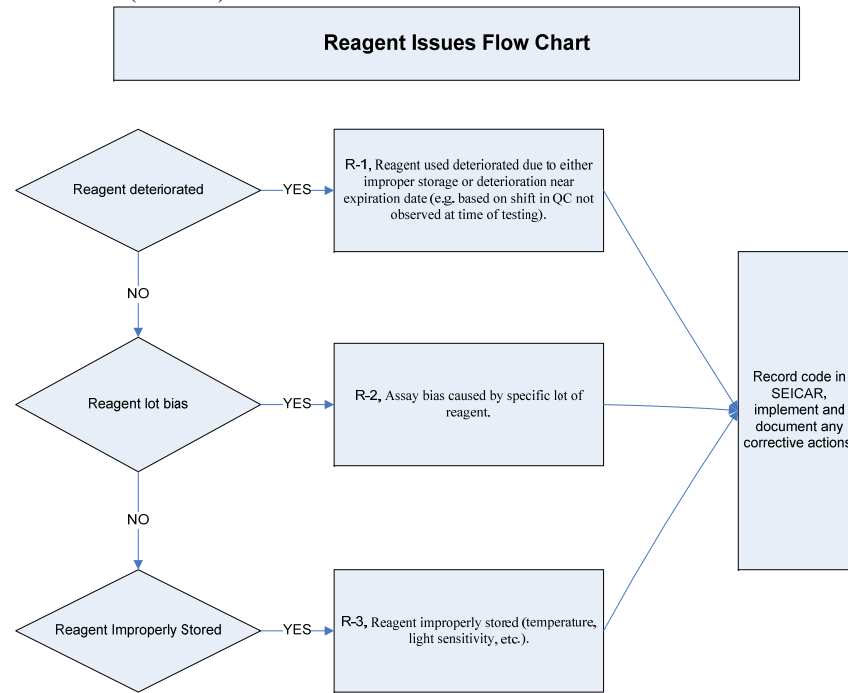 Reagent Issues Flow Chart
Reagent deteriorated
YES
R-1, Reagent used deteriorated due to either
improper storage or deterioration near
expiration date (e.g. based on shift in QC not
observed at time of testing).
NO
Reagent lot bias
YES
R-2, Assay bias caused by specific lot of
reagent.
Record code in
SEICAR,
implement and
document any
corrective actions
NO
Reagent Improperly Stored
YES
R-3, Reagent improperly stored (temperature,
light sensitivity, etc.).